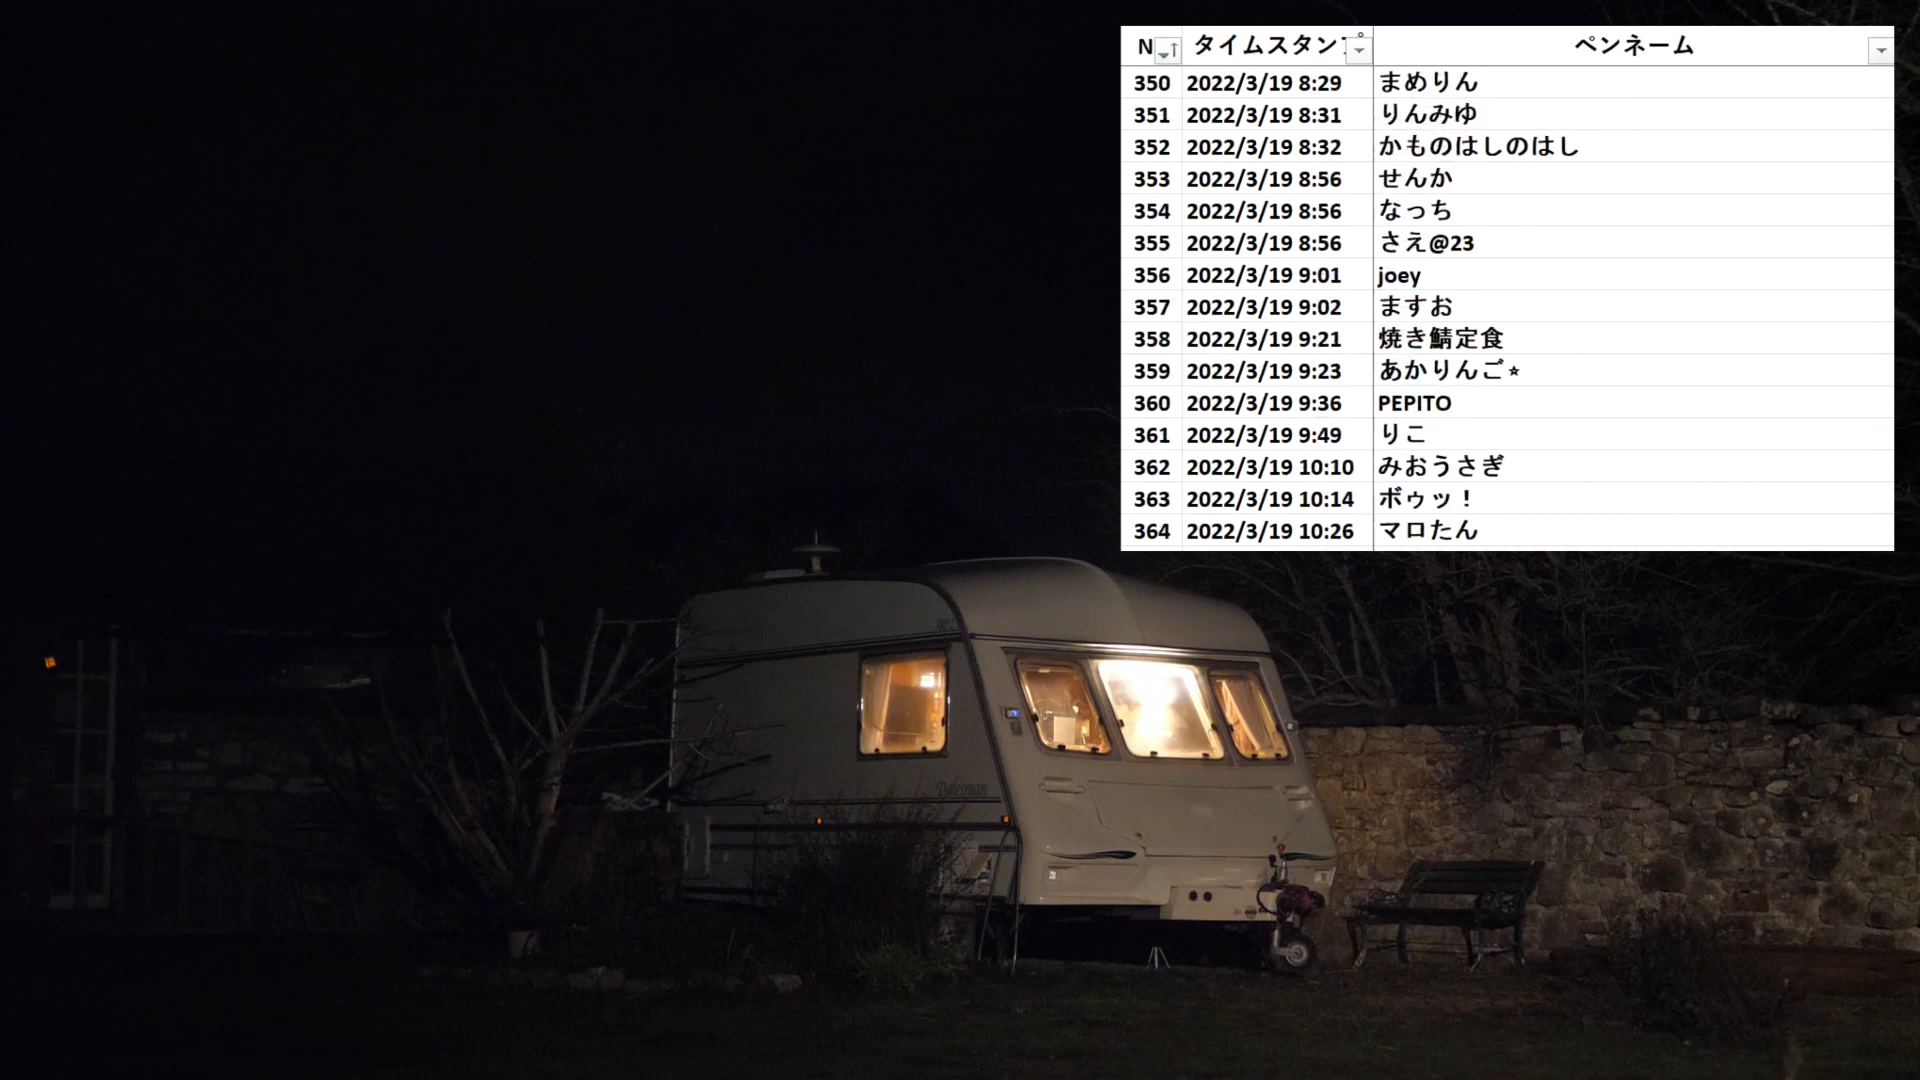 N タイムスタンプ ペンネーム
350 2022/3/19 8:29 まめりん
351 2022/3/19 8:31 りんみゆ
352 2022/3/19 8:32 かものはしのはし
353 2022/3/19 8:56 せんか
354 2022/3/19 8:56 なっち
355 2022/3/19 8:56 さえ@23
356 2022/3/19 9:01 joey
357 2022/3/19 9:02 ますお
358 2022/3/19 9:21 焼き鯖定食
359 2022/3/19 9:23 あかりんご⭐︎
360 2022/3/19 9:36 PEPITO
361 2022/3/19 9:49 りこ
362 2022/3/19 10:10 みおうさぎ
363 2022/3/19 10:14 ボゥッ！
364 2022/3/19 10:26 マロたん
Dalesman